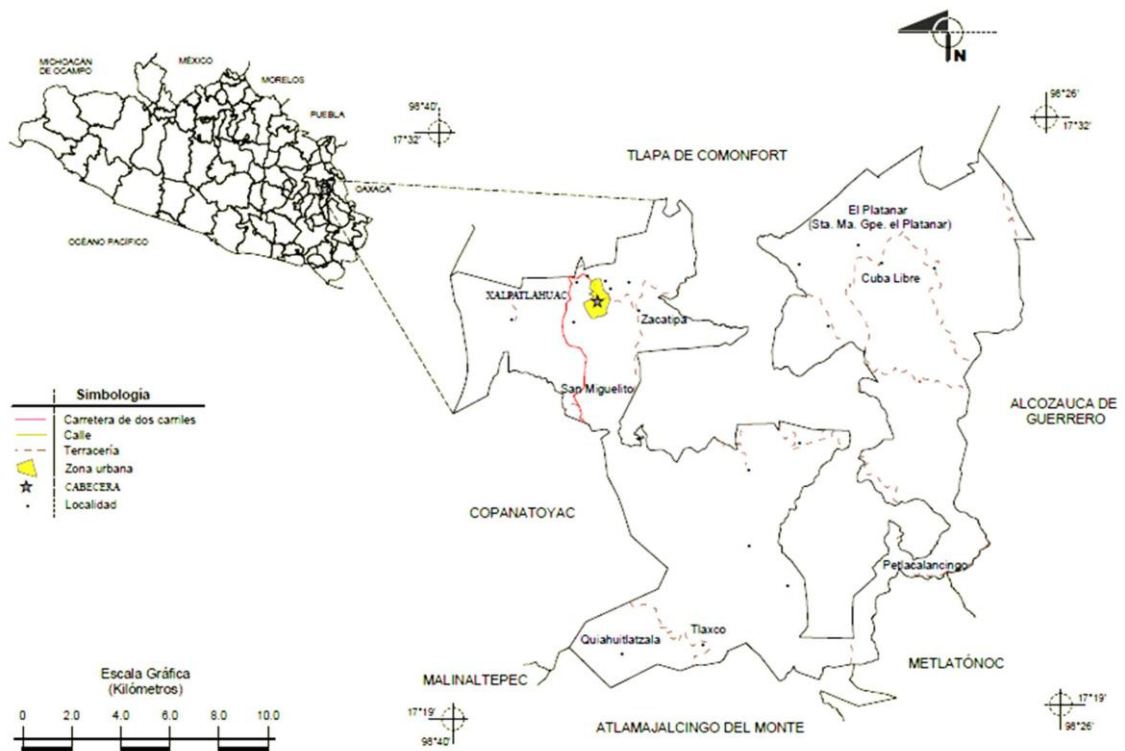 N
MICHOACÁN
DE OCAMPO
MÉXICO
MORELOS
PUEBLA
OAXACA
OCÉANO PACÍFICO
98°40'
17°32'
98°26'
17°32'
TLAPA DE COMONFORT
El Platanar
(Sta. Ma. Gpe. el Platanar)
Cuba Libre
XALPATLAHUAC
Zacatipa
San Miguelito
ALCOZAUCA DE
GUERRERO
Simbología
Carretera de dos carriles
Calle
Terracería
Zona urbana
CABECERA
Localidad
COPANATOYAC
Petlacalancingo
Quiahuitlatzala
Tlaxco
METLATÓNOC
MALINALTEPEC
Escala Gráfica
(Kilómetros)
0 2.0 4.0 6.0 8.0 10.0
17°19'
98°40'
ATLAMAJALCINGO DEL MONTE
17°19'
98°26'